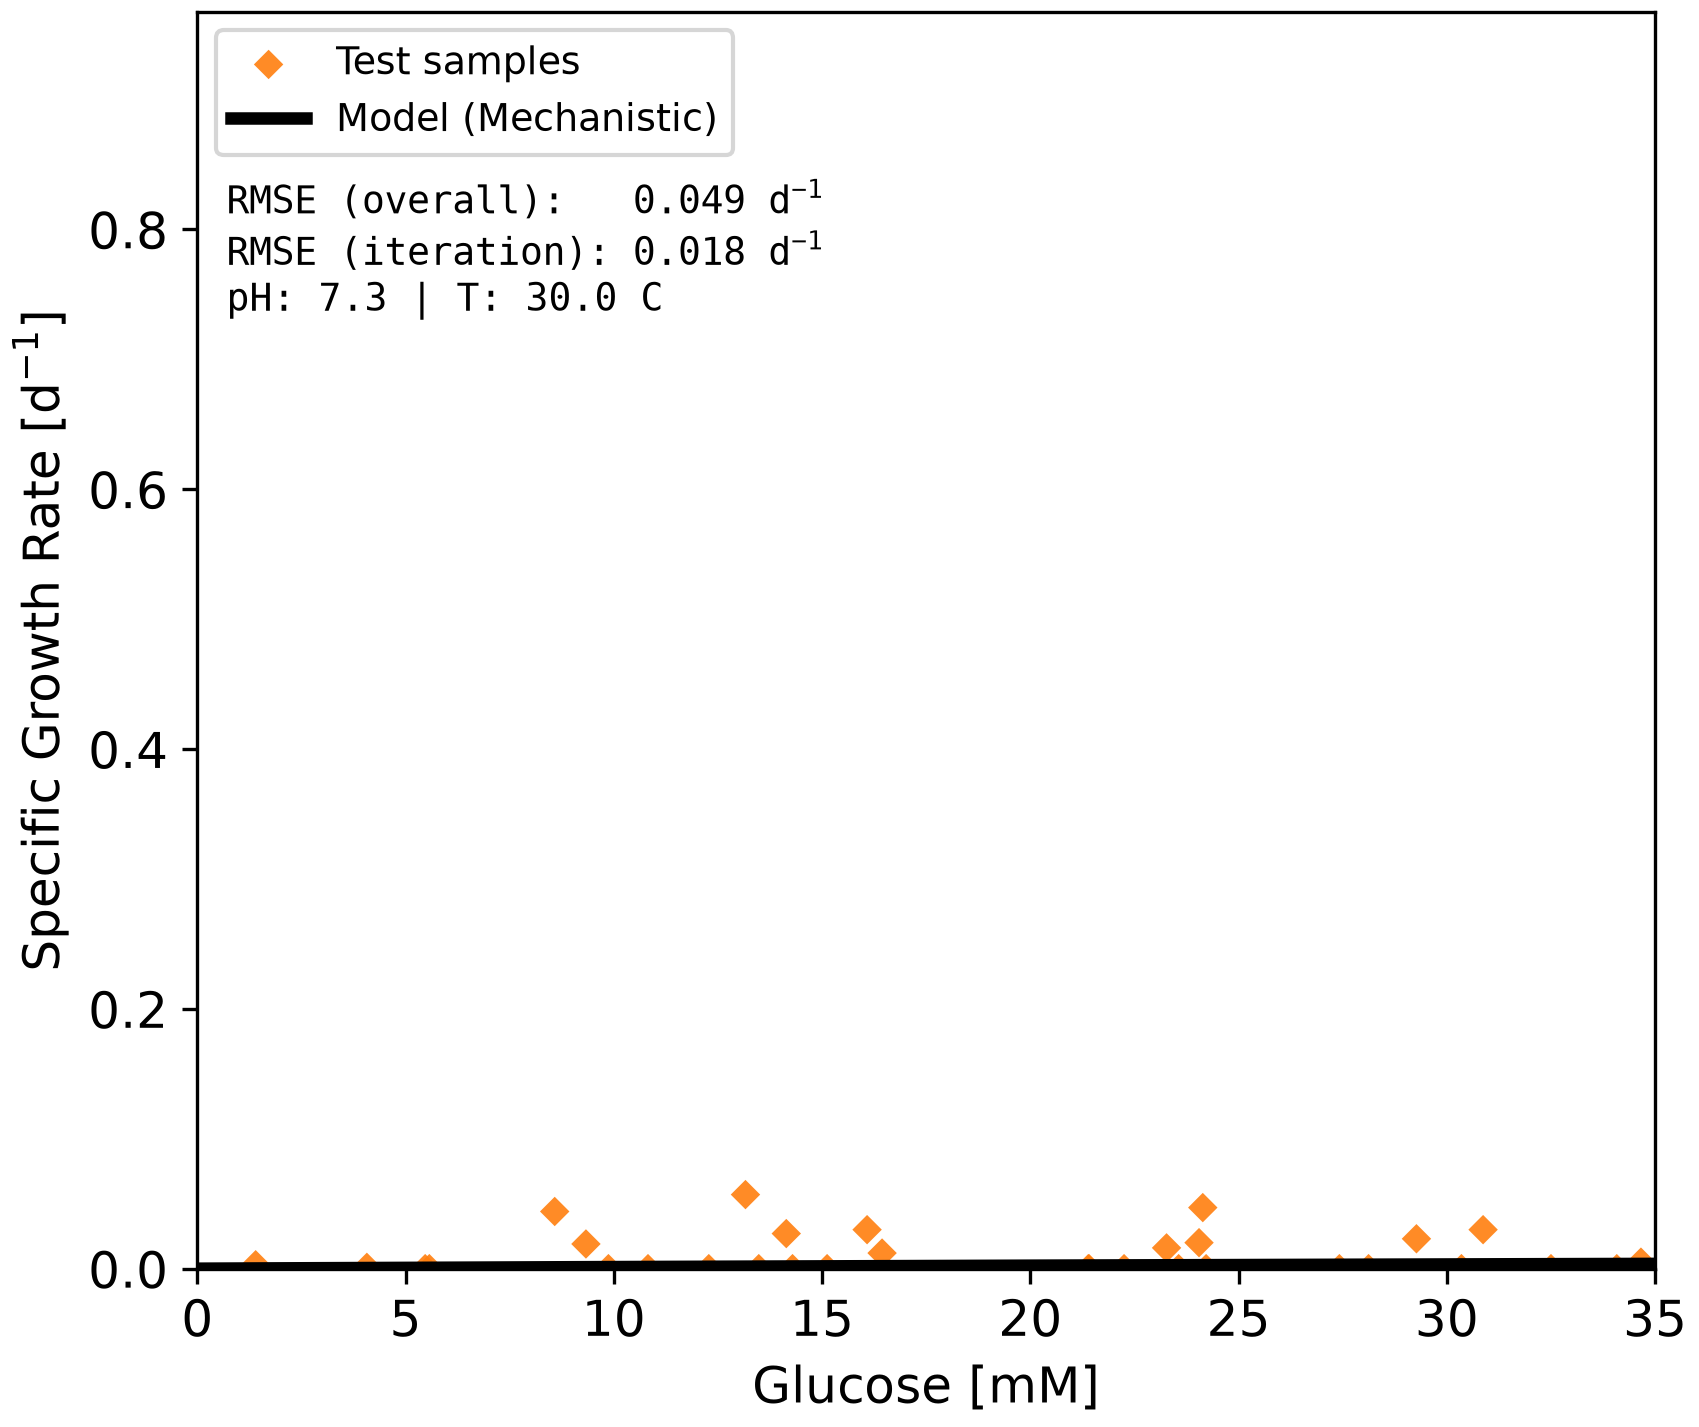 Test samples
Model (Mechanistic)
RMSE (overall): 0.049 d⁻¹
RMSE (iteration): 0.018 d⁻¹
pH: 7.3 | T: 30.0 C
Specific Growth Rate [d⁻¹]
0.8
0.6
0.4
0.2
0.0
0 5 10 15 20 25 30 35
Glucose [mM]